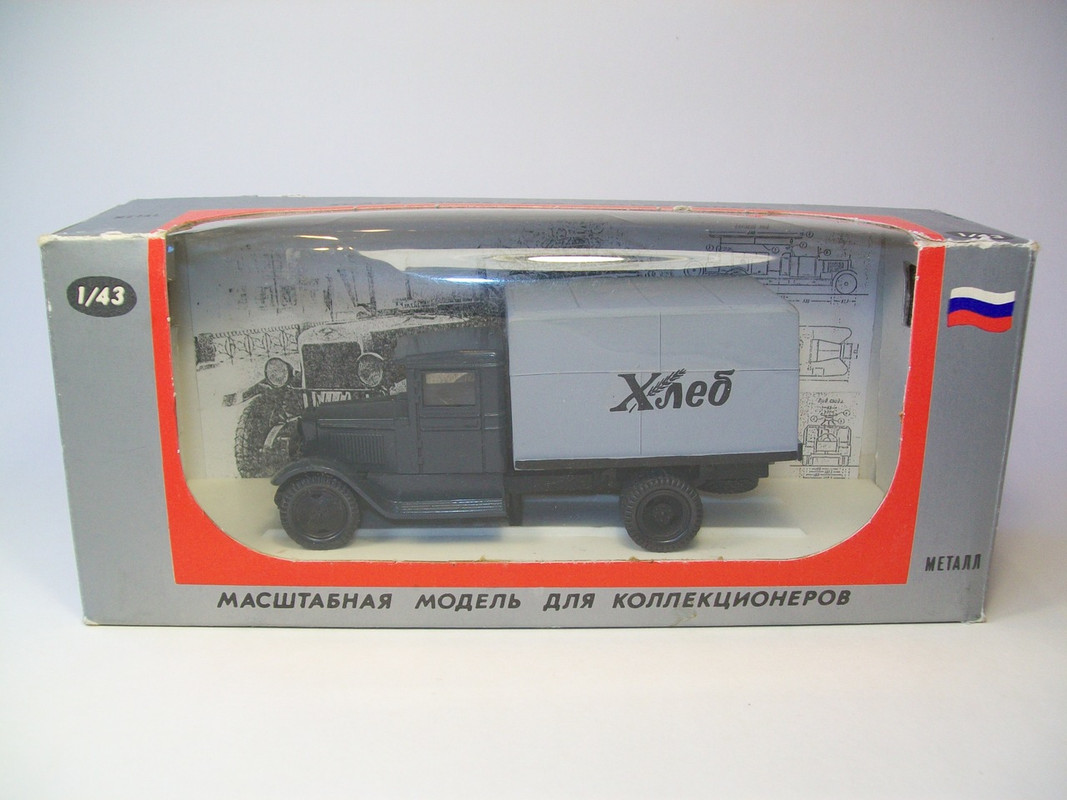 1/43
Хлеб
МЕТАЛЛ
МАСШТАБНАЯ МОДЕЛЬ ДЛЯ КОЛЛЕКЦИОНЕРОВ